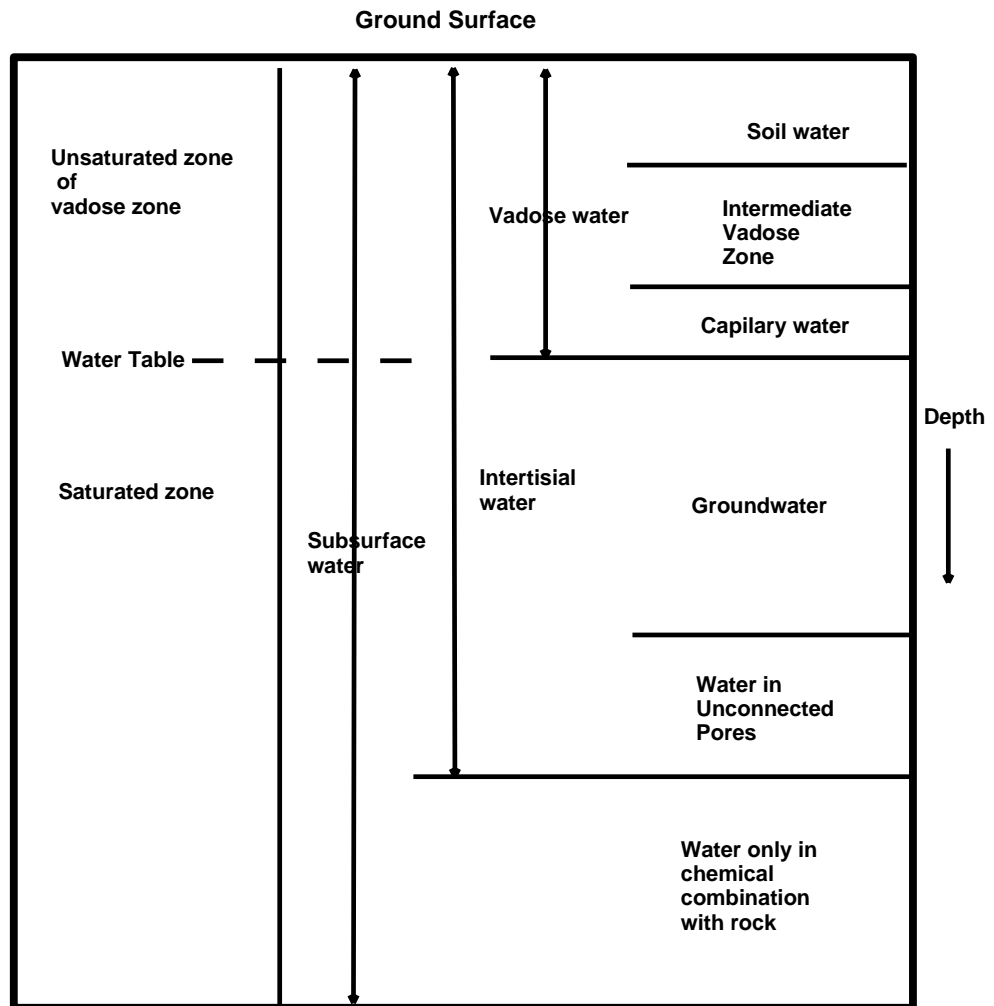 Ground Surface
Unsaturated zone
of
vadose zone
Water Table
Saturated zone
Subsurface
water
Vadose water
Intertisial
water
Soil water
Intermediate
Vadose
Zone
Capilary water
Groundwater
Water in
Unconnected
Pores
Water only in
chemical
combination
with rock
Depth